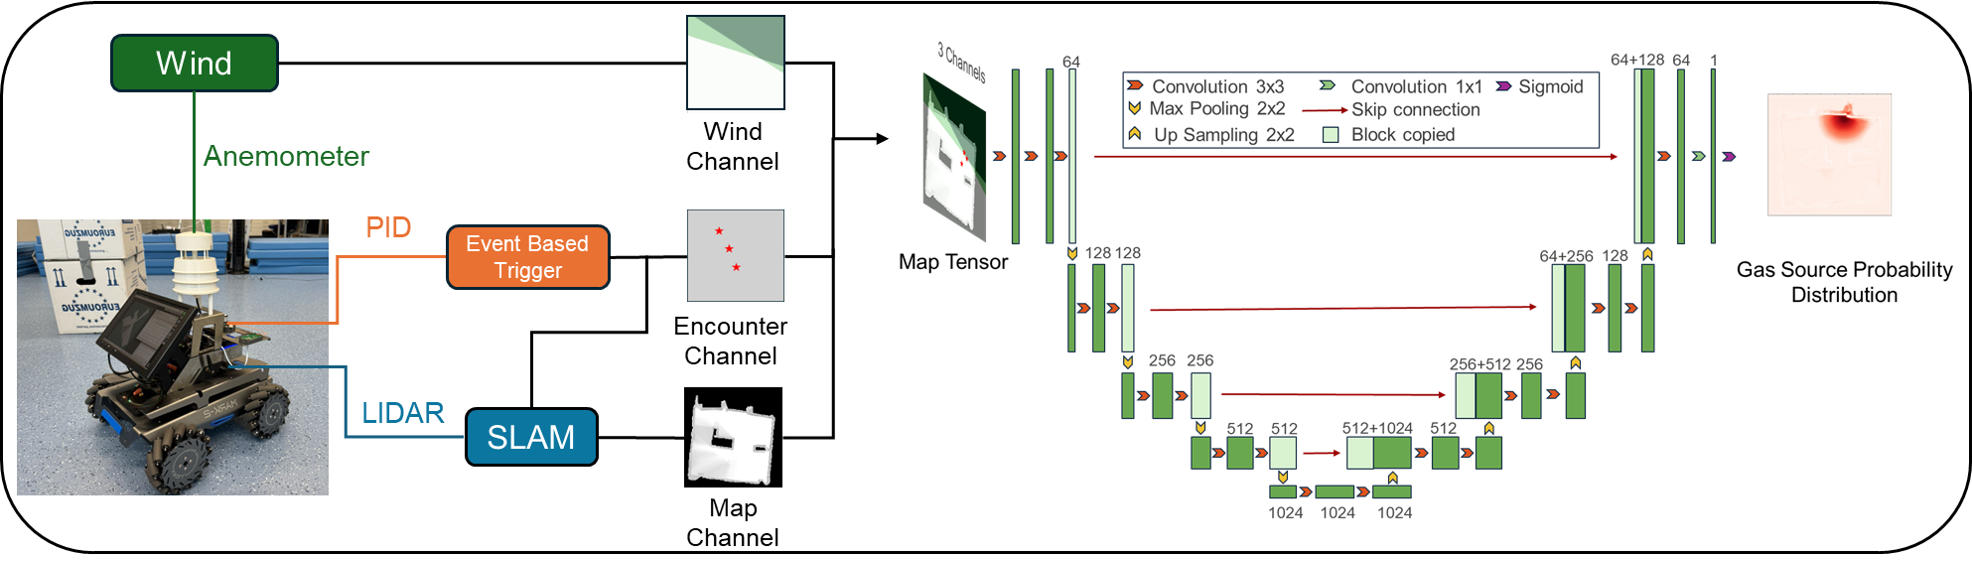 Wind
Anemometer
PID
Event Based
Trigger
LIDAR
SLAM
Wind
Channel
Encounter
Channel
Map
Channel
3 Channels
Map Tensor
64
Convolution 3x3
Convolution 1x1
Sigmoid
Max Pooling 2x2
Skip connection
Up Sampling 2x2
Block copied
64+128
64
1
128
128
64+256
128
256
256
256+512
256
512
512
512+1024
512
1024
1024
1024
Gas Source Probability
Distribution